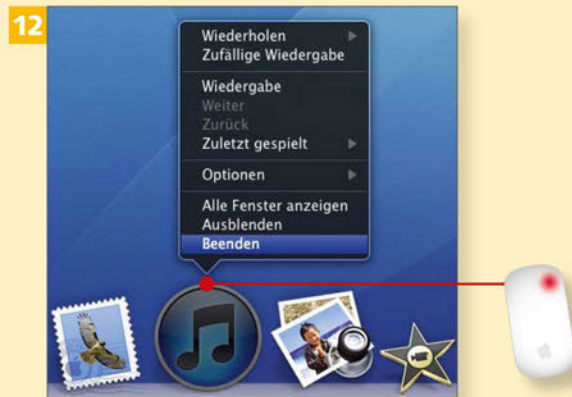 12
Wiederholen
Zufällige Wiedergabe
Wiedergabe
Weiter
Zurück
Zuletzt gespielt
Optionen
Alle Fenster anzeigen
Ausblenden
Beenden